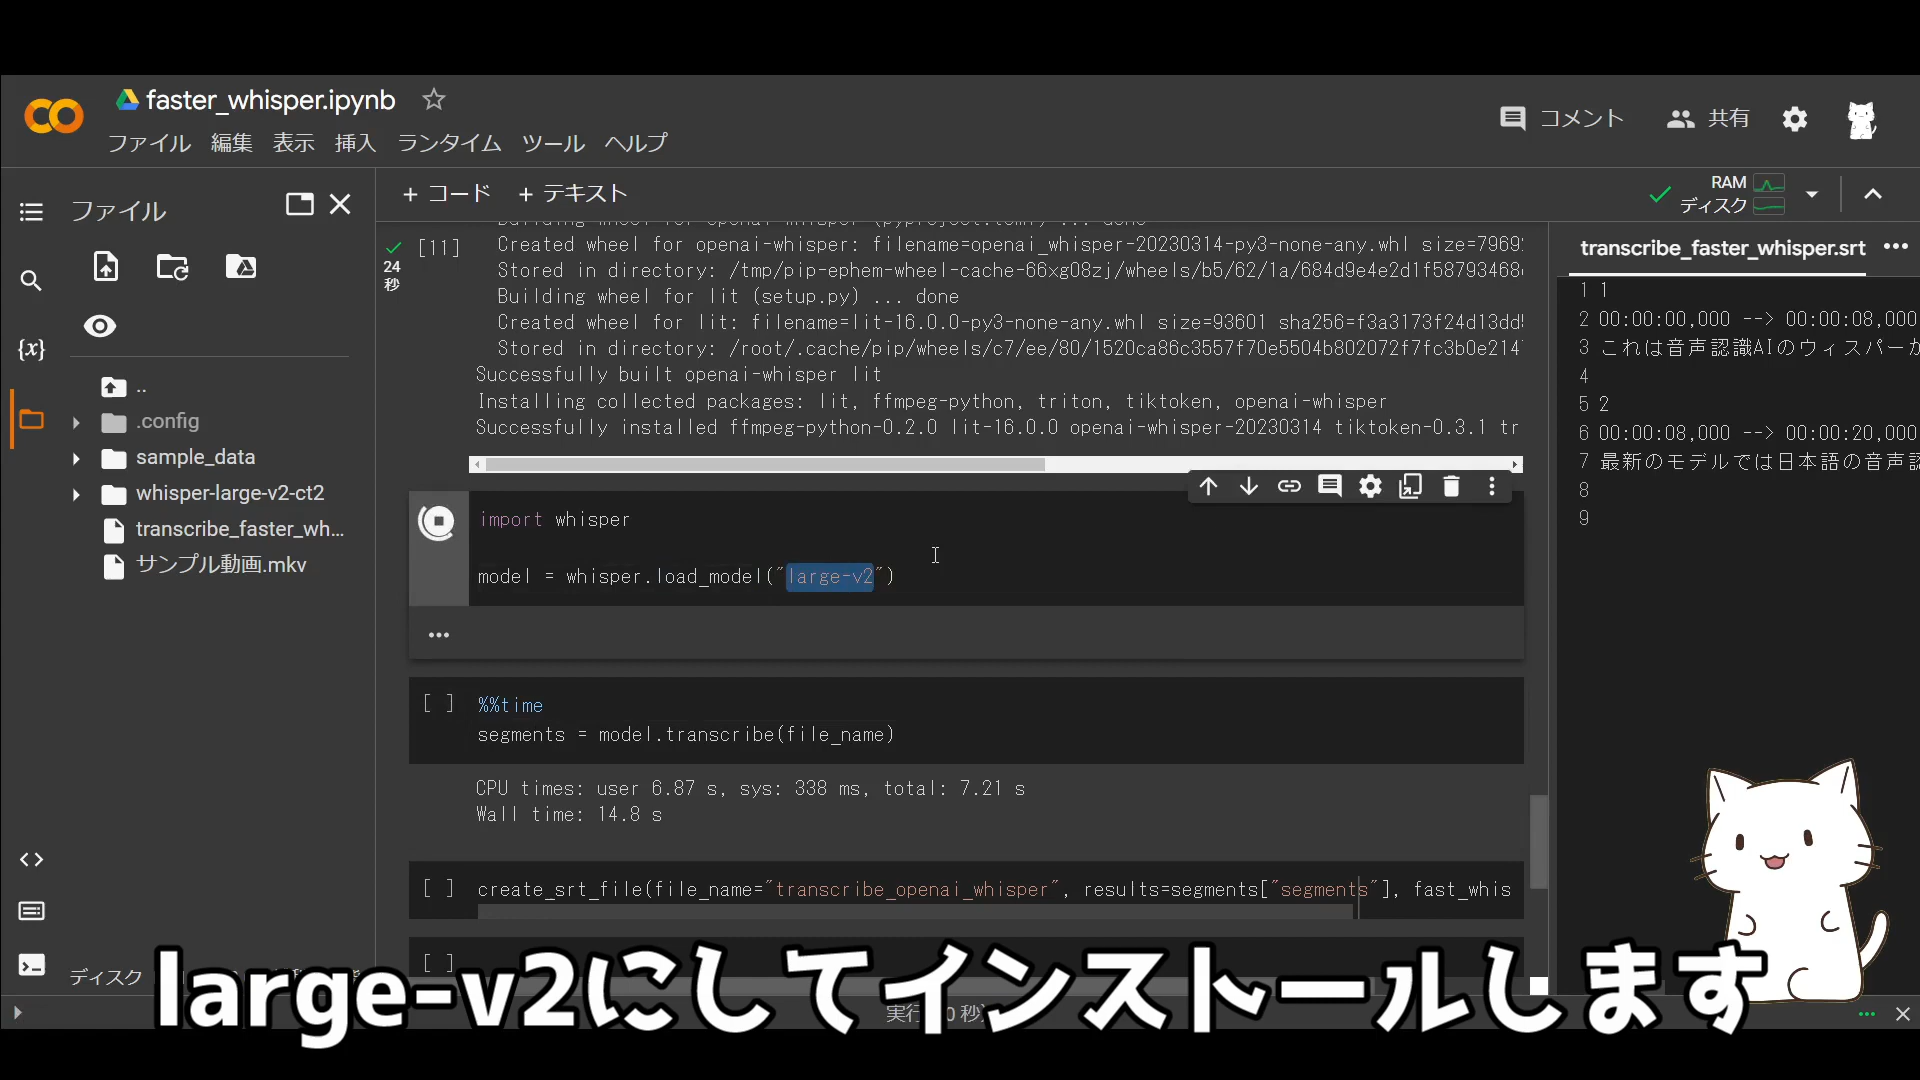 faster_whisper.ipynb
ファイル 編集 表示 挿入 ランタイム ツール ヘルプ
コメント 共有
ファイル
..
.config
sample_data
whisper-large-v2-ct2
transcribe_faster_wh...
サンプル動画.mkv
ディスク
+ コード + テキスト
RAM
ディスク
24
秒
[11]
Created wheel for openai-whisper: filename=openai_whisper-20230314-py3-none-any.whl size=7969
Stored in directory: /tmp/pip-ephem-wheel-cache-66xg08zj/wheels/b5/62/1a/684d9e4e2d1f58793468
Building wheel for lit (setup.py) ... done
Created wheel for lit: filename=lit-16.0.0-py3-none-any.whl size=93601 sha256=f3a3173f24d13dd
Stored in directory: /root/.cache/pip/wheels/c7/ee/80/1520ca86c3557f70e5504b802072f7fc3b0e214
Successfully built openai-whisper lit
Installing collected packages: lit, ffmpeg-python, triton, tiktoken, openai-whisper
Successfully installed ffmpeg-python-0.2.0 lit-16.0.0 openai-whisper-20230314 tiktoken-0.3.1 tr
import whisper
model = whisper.load_model("large-v2")
[ ] %%time
segments = model.transcribe(file_name)
CPU times: user 6.87 s, sys: 338 ms, total: 7.21 s
Wall time: 14.8 s
[ ] create_srt_file(file_name="transcribe_openai_whisper", results=segments["segments"], fast_whis
[ ]
transcribe_faster_whisper.srt
1 1
2 00:00:00,000 --> 00:00:08,000
3 これは音声認識AIのウィスパーか
4
5 2
6 00:00:08,000 --> 00:00:20,000
7 最新のモデルでは日本語の音声認
8
9
large-v2にしてインストールします